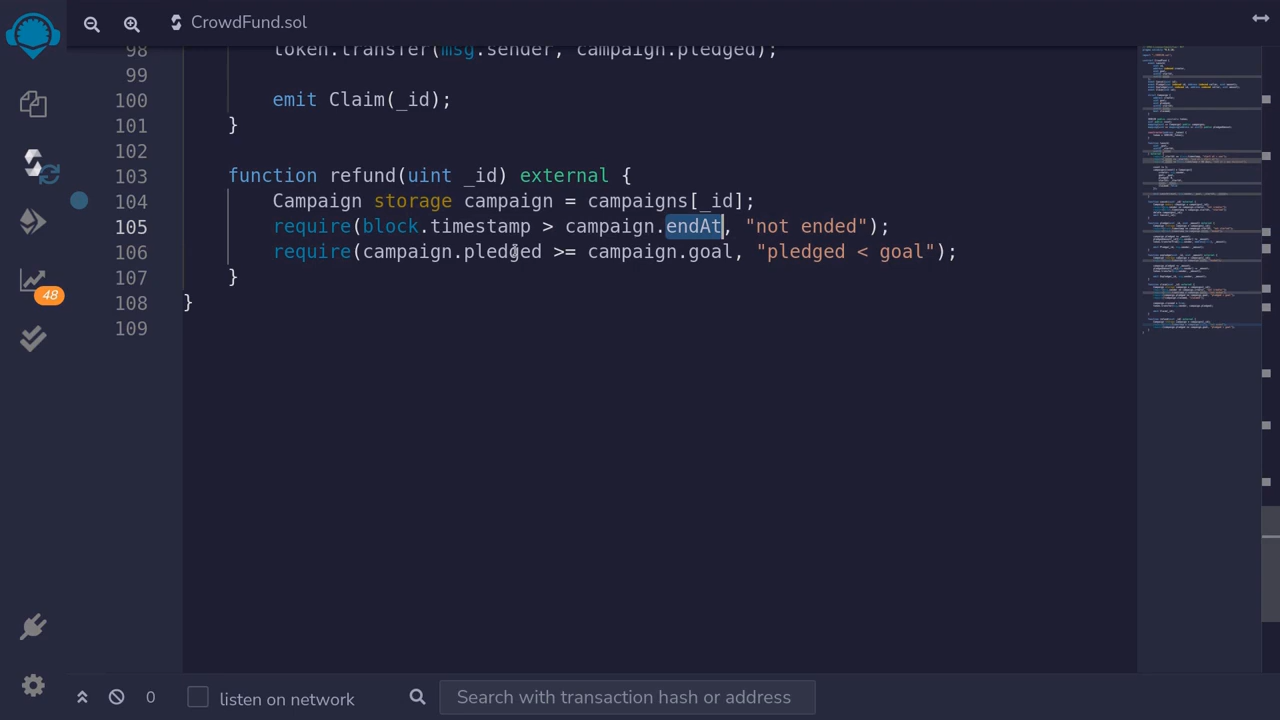 CrowdFund.sol
98 token.transfer(msg.sender, campaign.pledged);
99
100 emit Claim(_id);
101 }
102
103 function refund(uint _id) external {
104 Campaign storage campaign = campaigns[_id];
105 require(block.timestamp > campaign.endAt, "not ended");
106 require(campaign.pledged >= campaign.goal, "pledged < goal");
107 }
108 }
109
48
0 listen on network Search with transaction hash or address